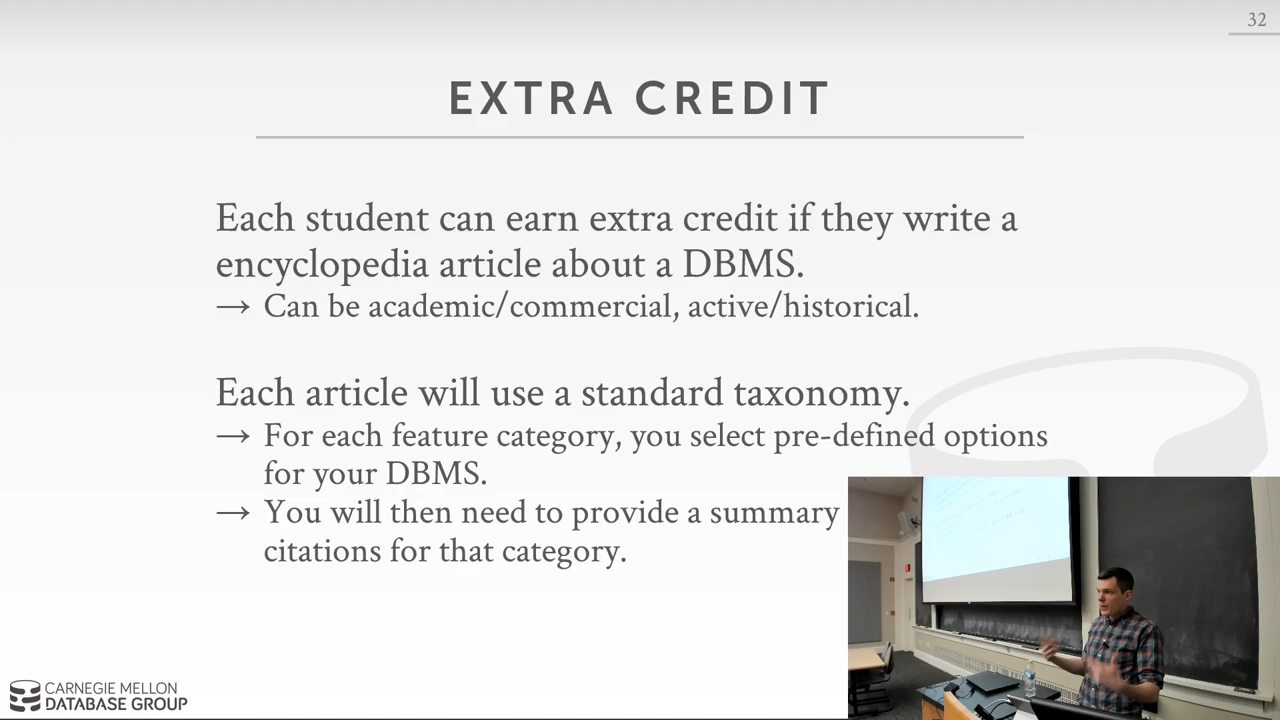 32
EXTRA CREDIT
Each student can earn extra credit if they write a
encyclopedia article about a DBMS.
→ Can be academic/commercial, active/historical.
Each article will use a standard taxonomy.
→ For each feature category, you select pre-defined options
for your DBMS.
→ You will then need to provide a summary
citations for that category.
CARNEGIE MELLON
DATABASE GROUP